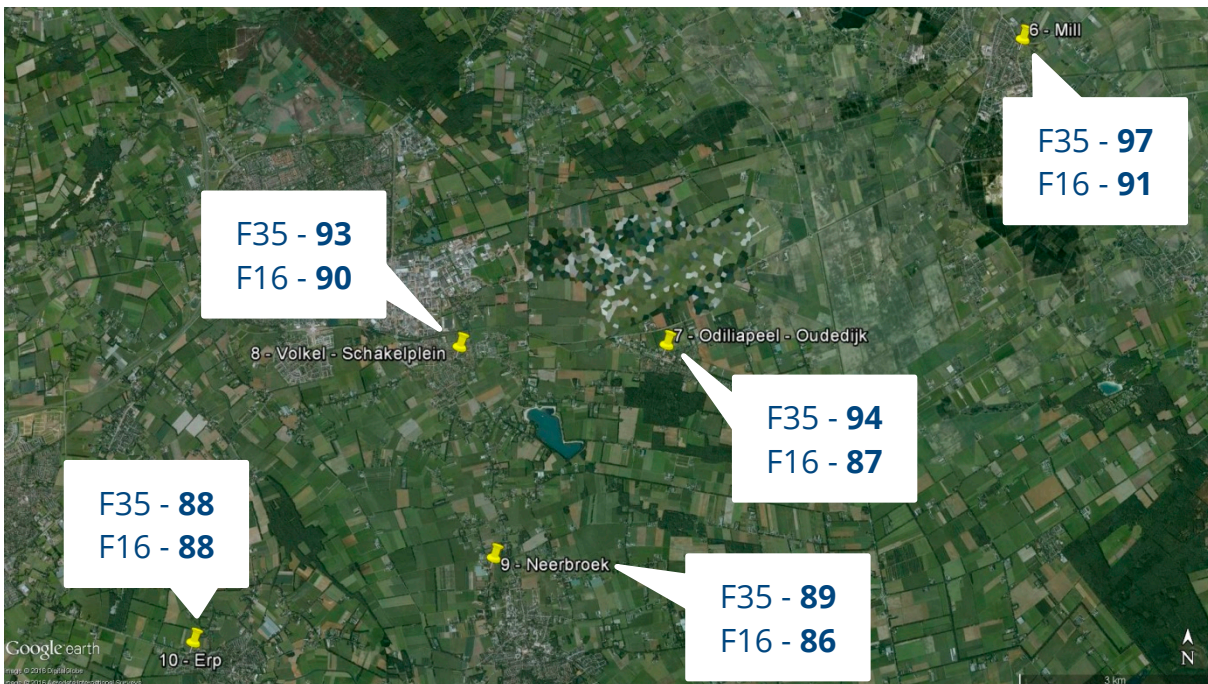 6 - Mill
F35 - 97
F16 - 91
F35 - 93
F16 - 90
8 - Volkel - Schakelplein
7 - Odiliapeel - Oudedijk
F35 - 94
F16 - 87
F35 - 88
F16 - 88
9 - Neerbroek
F35 - 89
F16 - 86
10 - Erp
Google earth
N
3 km